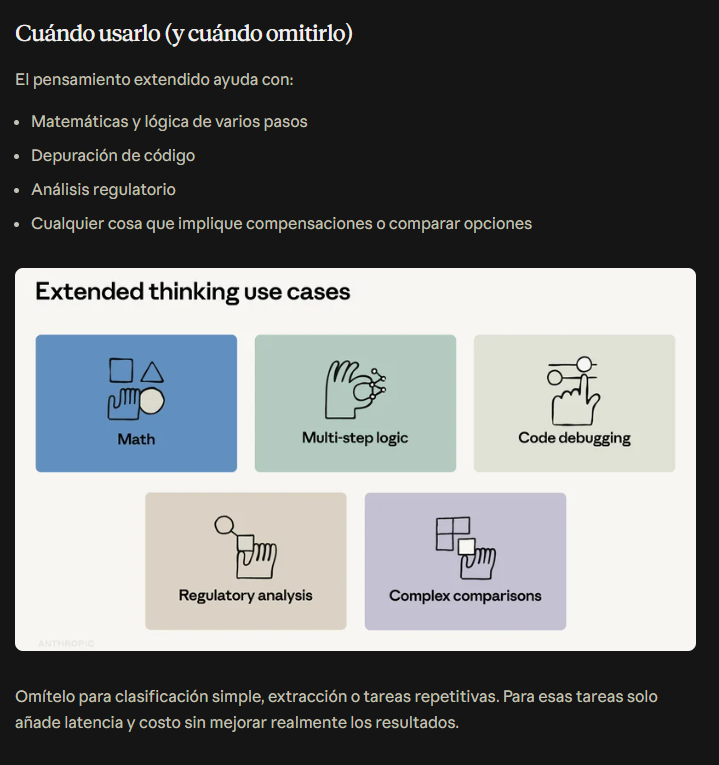 Cuándo usarlo (y cuándo omitirlo)
El pensamiento extendido ayuda con:
• Matemáticas y lógica de varios pasos
• Depuración de código
• Análisis regulatorio
• Cualquier cosa que implique compensaciones o comparar opciones
Extended thinking use cases
Math
Multi-step logic
Code debugging
Regulatory analysis
Complex comparisons
ANTHROPIC
Omítelo para clasificación simple, extracción o tareas repetitivas. Para esas tareas solo
añade latencia y costo sin mejorar realmente los resultados.